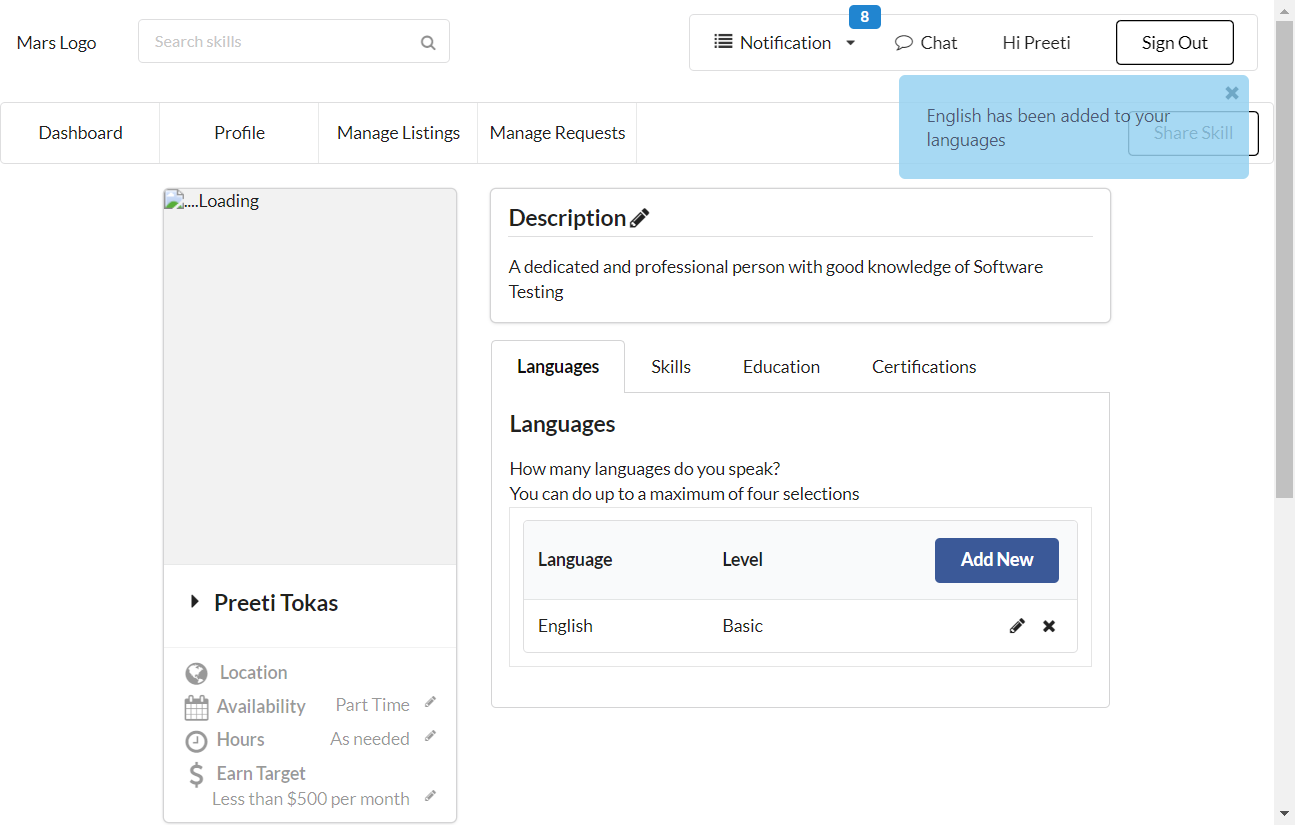 Mars Logo
Search skills
8
Notification
Chat
Hi Preeti
Sign Out
English has been added to your
languages
Dashboard
Profile
Manage Listings
Manage Requests
Share Skill
....Loading
Description
A dedicated and professional person with good knowledge of Software
Testing
Languages
Skills
Education
Certifications
Languages
How many languages do you speak?
You can do up to a maximum of four selections
Language
Level
Add New
English
Basic
Preeti Tokas
Location
Availability
Part Time
Hours
As needed
Earn Target
Less than $500 per month